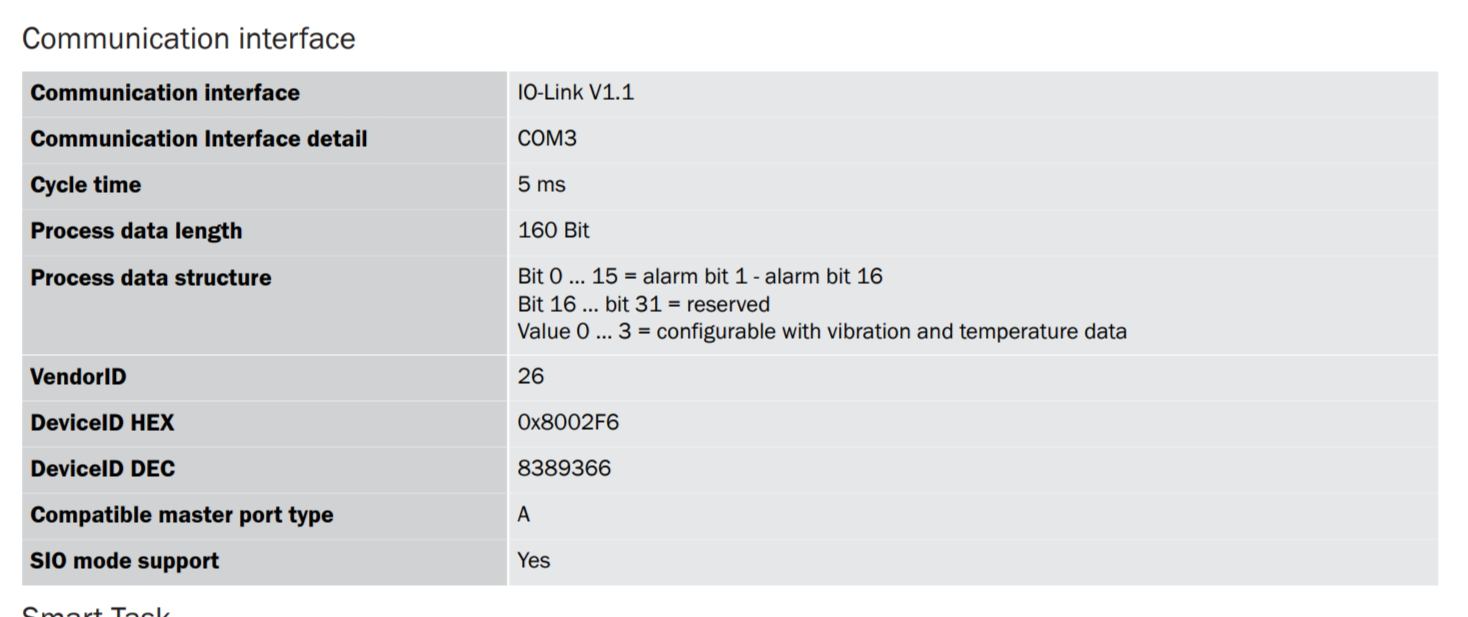 Communication interface
Communication interface IO-Link V1.1
Communication Interface detail COM3
Cycle time 5 ms
Process data length 160 Bit
Process data structure Bit 0 ... 15 = alarm bit 1 - alarm bit 16
Bit 16 ... bit 31 = reserved
Value 0 ... 3 = configurable with vibration and temperature data
VendorID 26
DeviceID HEX 0x8002F6
DeviceID DEC 8389366
Compatible master port type A
SIO mode support Yes
Smart Task